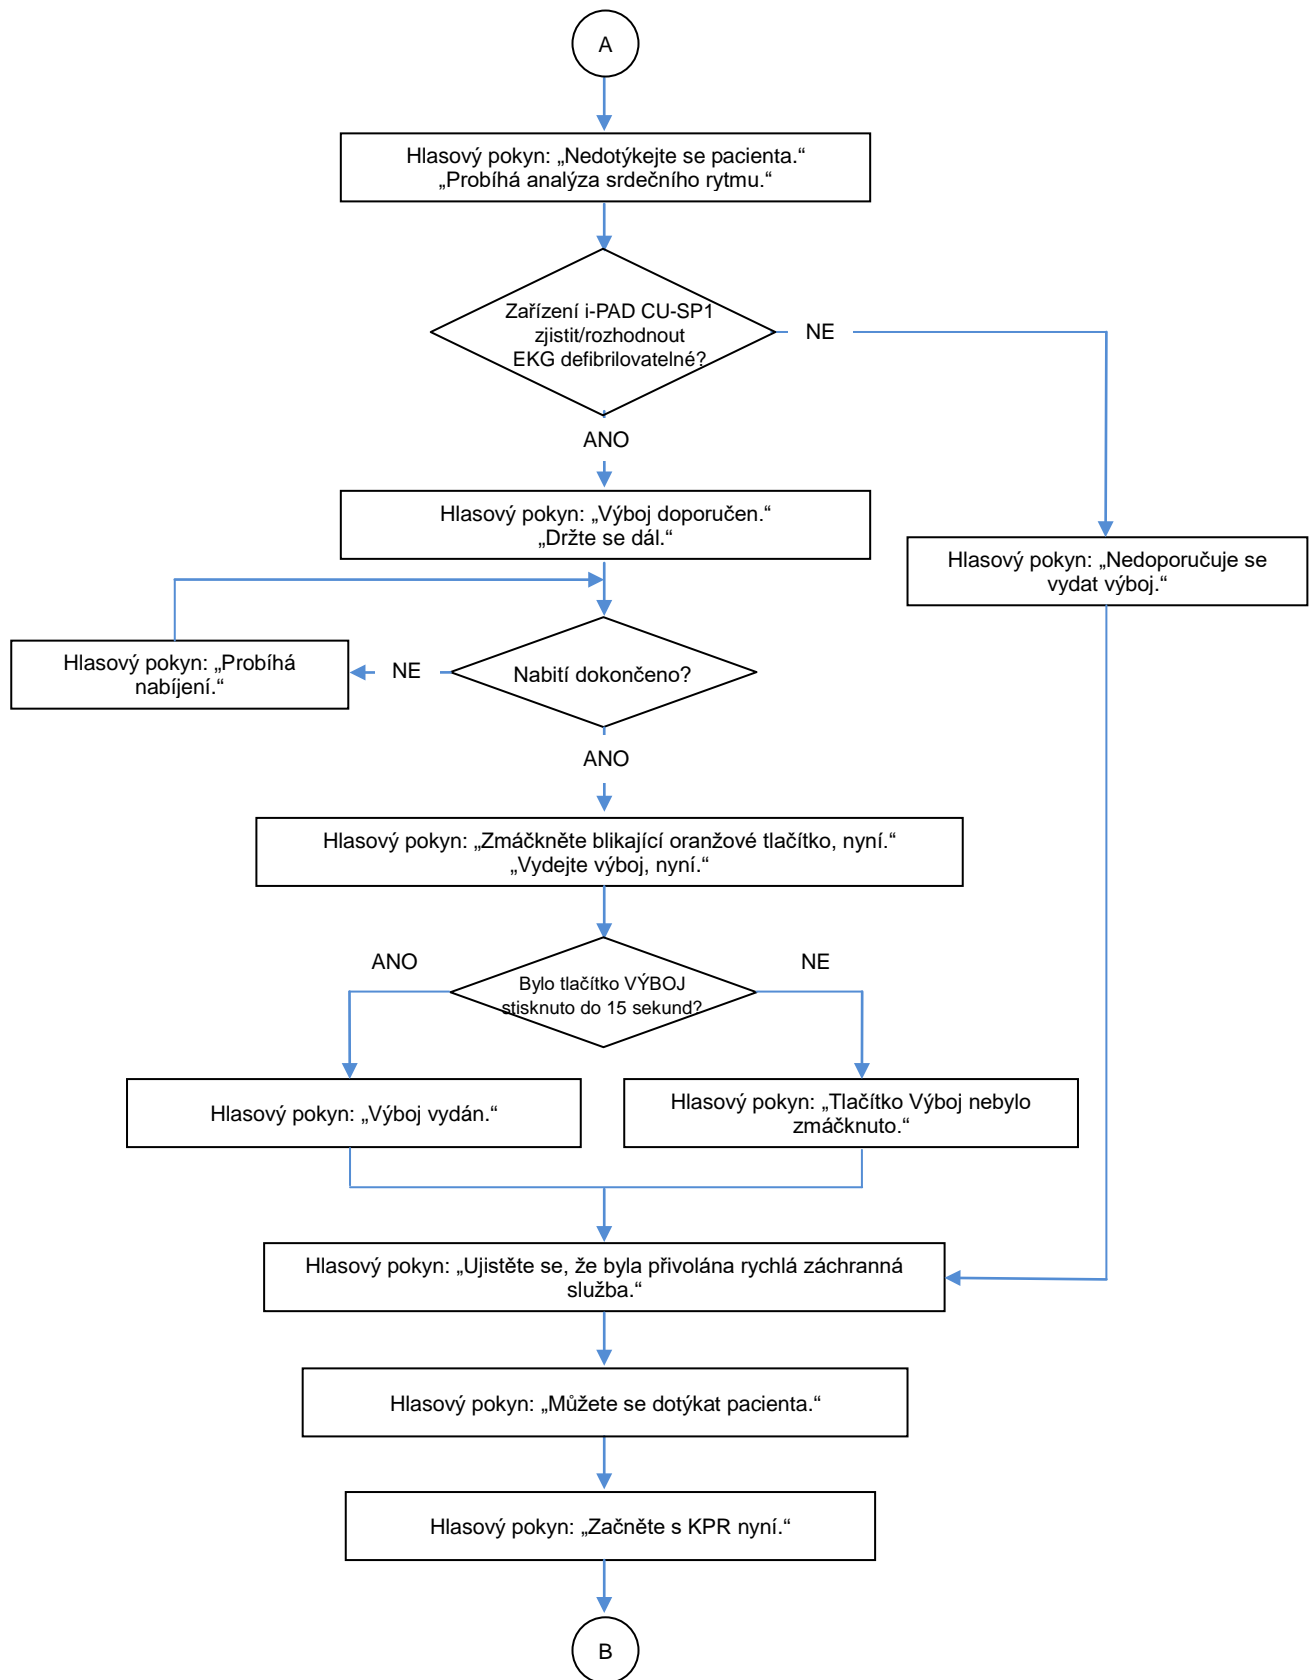 A
Hlasový pokyn: „Nedotýkejte se pacienta.“
„Probíhá analýza srdečního rytmu.“
Zařízení i-PAD CU-SP1
zjistit/rozhodnout
EKG defibrilovatelné?
NE
ANO
Hlasový pokyn: „Výboj doporučen.“
„Držte se dál.“
Hlasový pokyn: „Nedoporučuje se
vydat výboj.“
Hlasový pokyn: „Probíhá
nabíjení.“
NE
Nabití dokončeno?
ANO
Hlasový pokyn: „Zmáčkněte blikající oranžové tlačítko, nyní.“
„Vydejte výboj, nyní.“
ANO
NE
Bylo tlačítko VÝBOJ
stisknuto do 15 sekund?
Hlasový pokyn: „Výboj vydán.“
Hlasový pokyn: „Tlačítko Výboj nebylo
zmáčknuto.“
Hlasový pokyn: „Ujistěte se, že byla přivolána rychlá záchranná
služba.“
Hlasový pokyn: „Můžete se dotýkat pacienta.“
Hlasový pokyn: „Začněte s KPR nyní.“
B